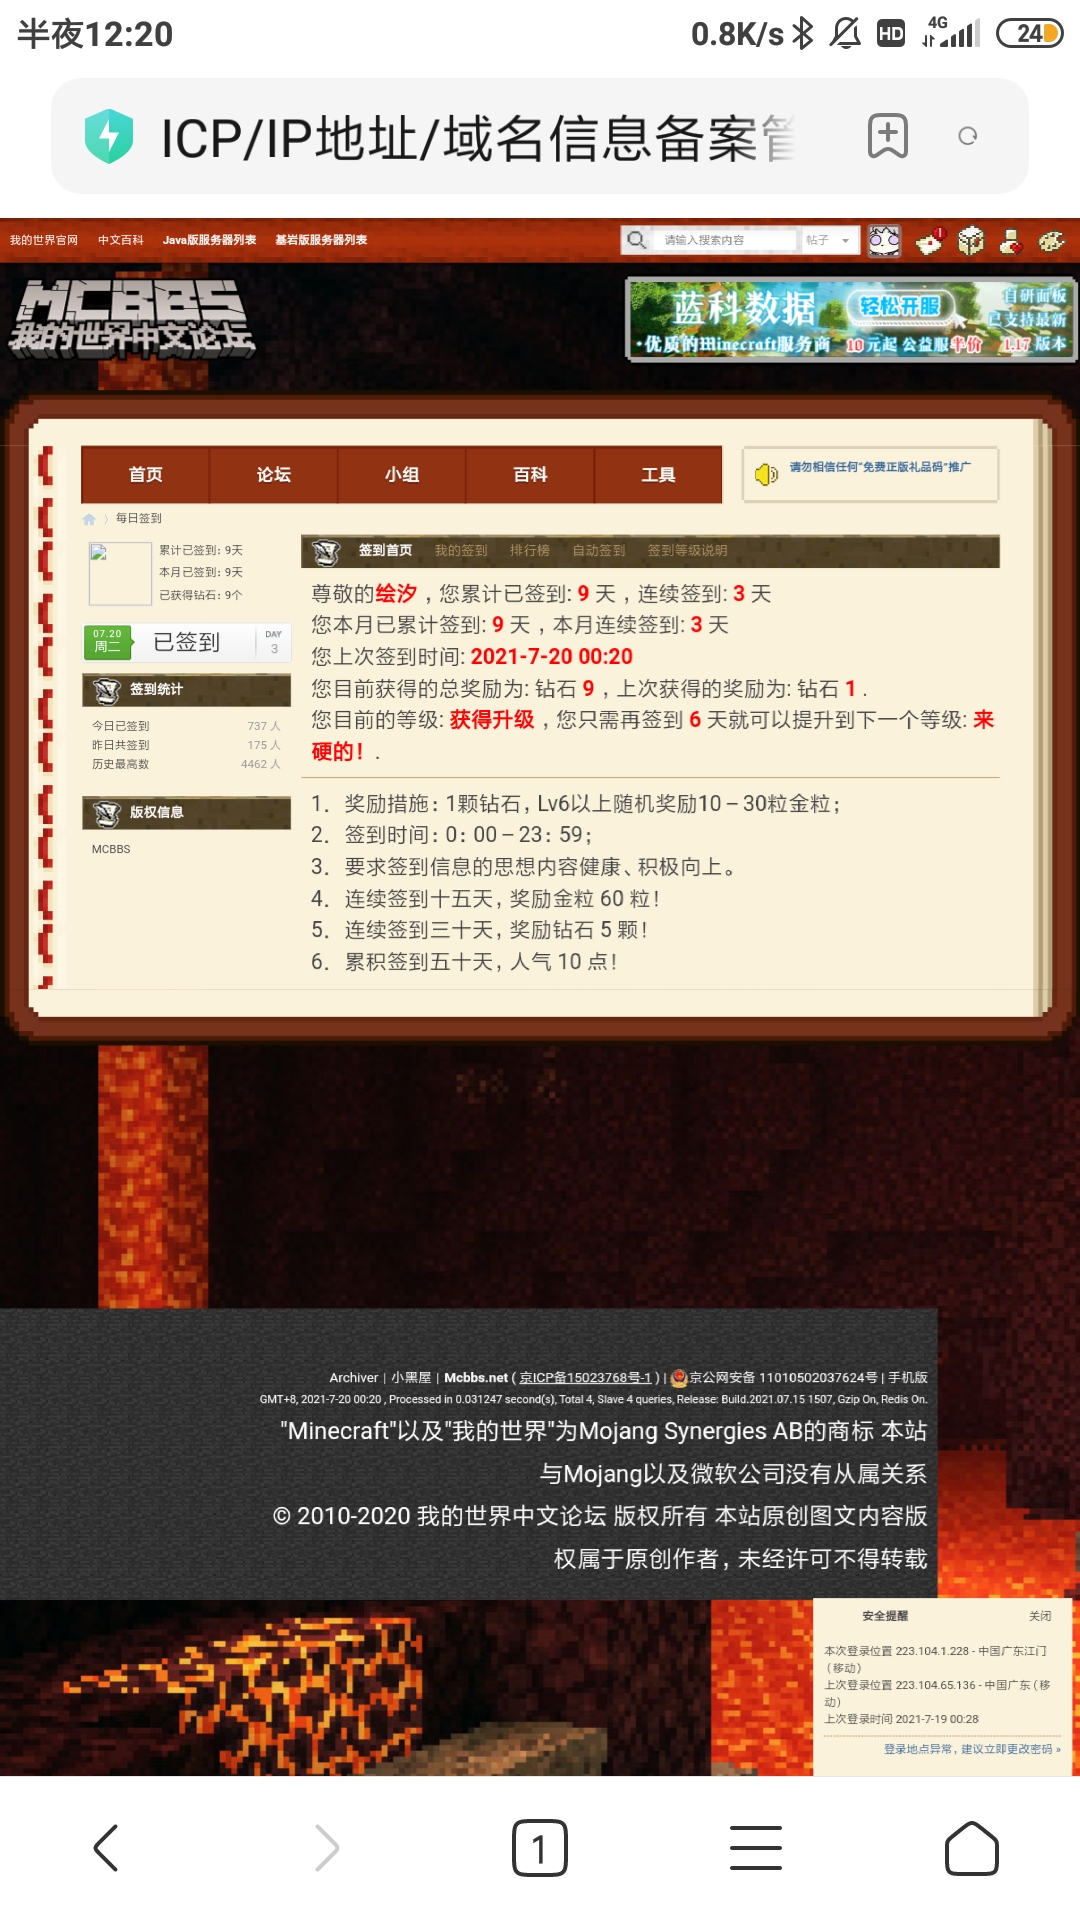 半夜12:20
0.8K/s HD 4G 24
ICP/IP地址/域名信息备案管
我的世界官网 中文百科 Java版服务器列表 基岩版服务器列表 请输入搜索内容 帖子 1
MCBBS
我的世界中文论坛
蓝科数据 轻松开服 自研面板
已支持最新
·优质的Minecraft服务商 10元起 公益服半价 1.17 版本
首页 论坛 小组 百科 工具
请勿相信任何“免费正版礼品码”推广
每日签到
累计已签到: 9天
本月已签到: 9天
已获得钻石: 9个
07.20
周二
已签到
DAY
3
签到统计
今日已签到 737 人
昨日共签到 175 人
历史最高数 4462 人
版权信息
MCBBS
签到首页 我的签到 排行榜 自动签到 签到等级说明
尊敬的绘汐，您累计已签到: 9 天，连续签到: 3 天
您本月已累计签到: 9 天，本月连续签到: 3 天
您上次签到时间: 2021-7-20 00:20
您目前获得的总奖励为: 钻石 9 ，上次获得的奖励为: 钻石 1 .
您目前的等级: 获得升级 ，您只需再签到 6 天就可以提升到下一个等级: 来
硬的！ .
1. 奖励措施：1颗钻石，Lv6以上随机奖励10－30粒金粒；
2. 签到时间：0：00－23：59；
3. 要求签到信息的思想内容健康、积极向上。
4. 连续签到十五天，奖励金粒 60 粒！
5. 连续签到三十天，奖励钻石 5 颗！
6. 累积签到五十天，人气 10 点！
Archiver | 小黑屋 | Mcbbs.net ( 京ICP备15023768号-1 ) | 京公网安备 11010502037624号 | 手机版
GMT+8, 2021-7-20 00:20 , Processed in 0.031247 second(s), Total 4, Slave 4 queries, Release: Build.2021.07.15 1507, Gzip On, Redis On.
"Minecraft"以及"我的世界"为Mojang Synergies AB的商标 本站
与Mojang以及微软公司没有从属关系
© 2010-2020 我的世界中文论坛 版权所有 本站原创图文内容版
权属于原创作者，未经许可不得转载
安全提醒 关闭
本次登录位置 223.104.1.228 - 中国广东江门
（移动）
上次登录位置 223.104.65.136 - 中国广东（移
动）
上次登录时间 2021-7-19 00:28
登录地点异常，建议立即更改密码 »
1